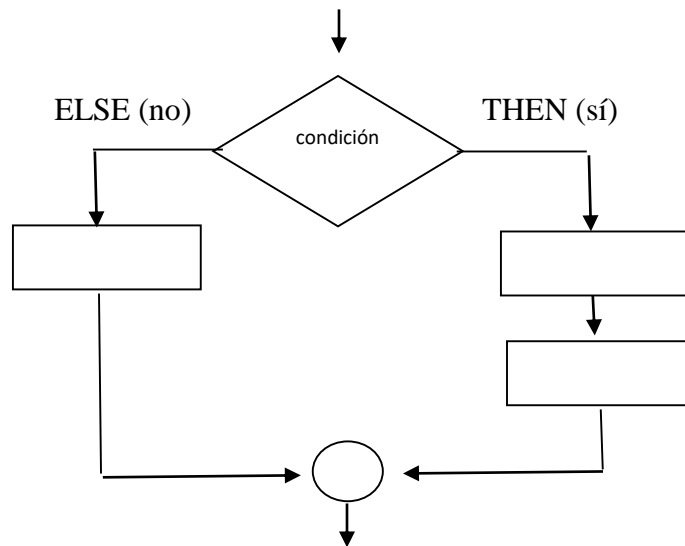 ELSE (no)
THEN (sí)
condición